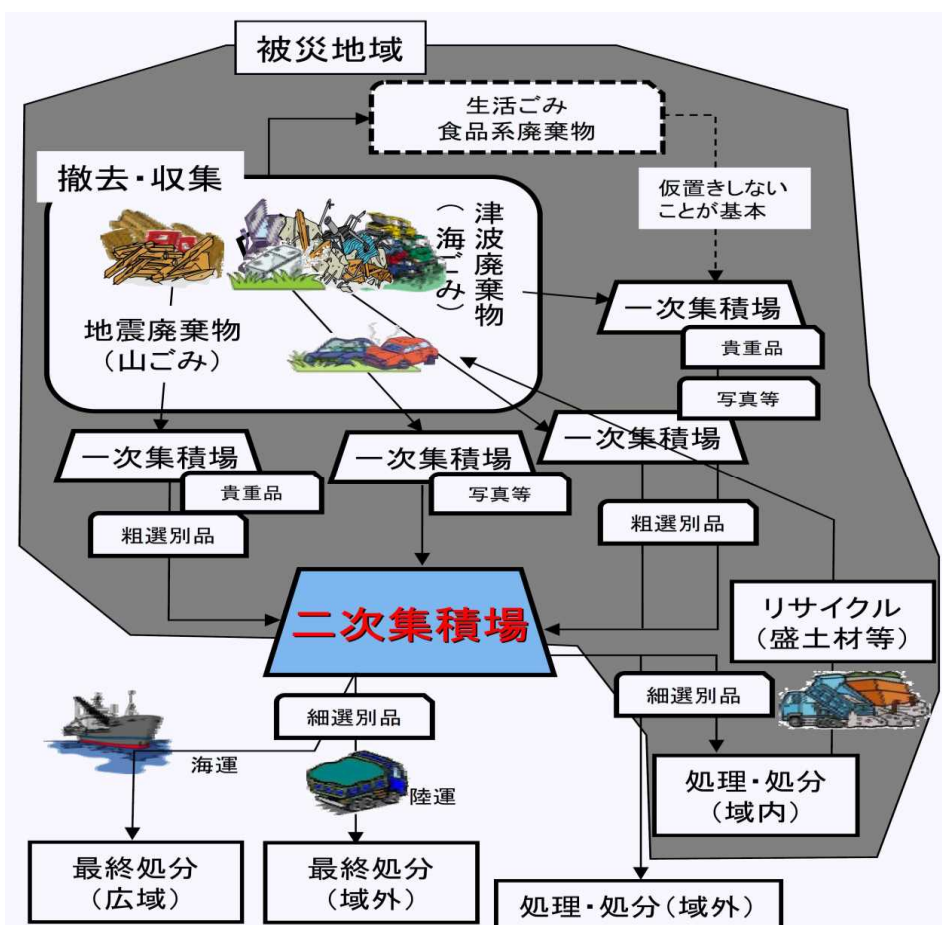 被災地域
生活ごみ
食品系廃棄物
撤去・収集
仮置きしない
ことが基本
津波廃棄物
（海ごみ）
地震廃棄物
（山ごみ）
一次集積場
貴重品
写真等
一次集積場
貴重品
粗選別品
一次集積場
写真等
一次集積場
粗選別品
二次集積場
リサイクル
（盛土材等）
細選別品
細選別品
海運
陸運
処理・処分
（域内）
最終処分
（広域）
最終処分
（域外）
処理・処分（域外）